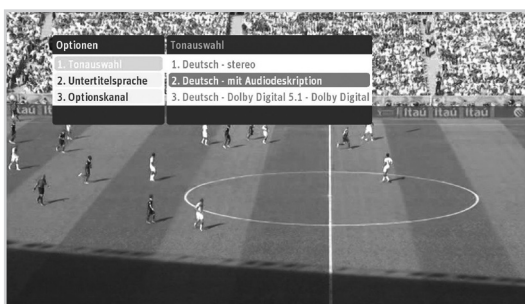 Optionen
Tonauswahl
1. Tonauswahl
2. Untertitelsprache
3. Optionskanal
1. Deutsch - stereo
2. Deutsch - mit Audiodeskription
3. Deutsch - Dolby Digital 5.1 - Dolby Digital
Itaú Itaú Itaú